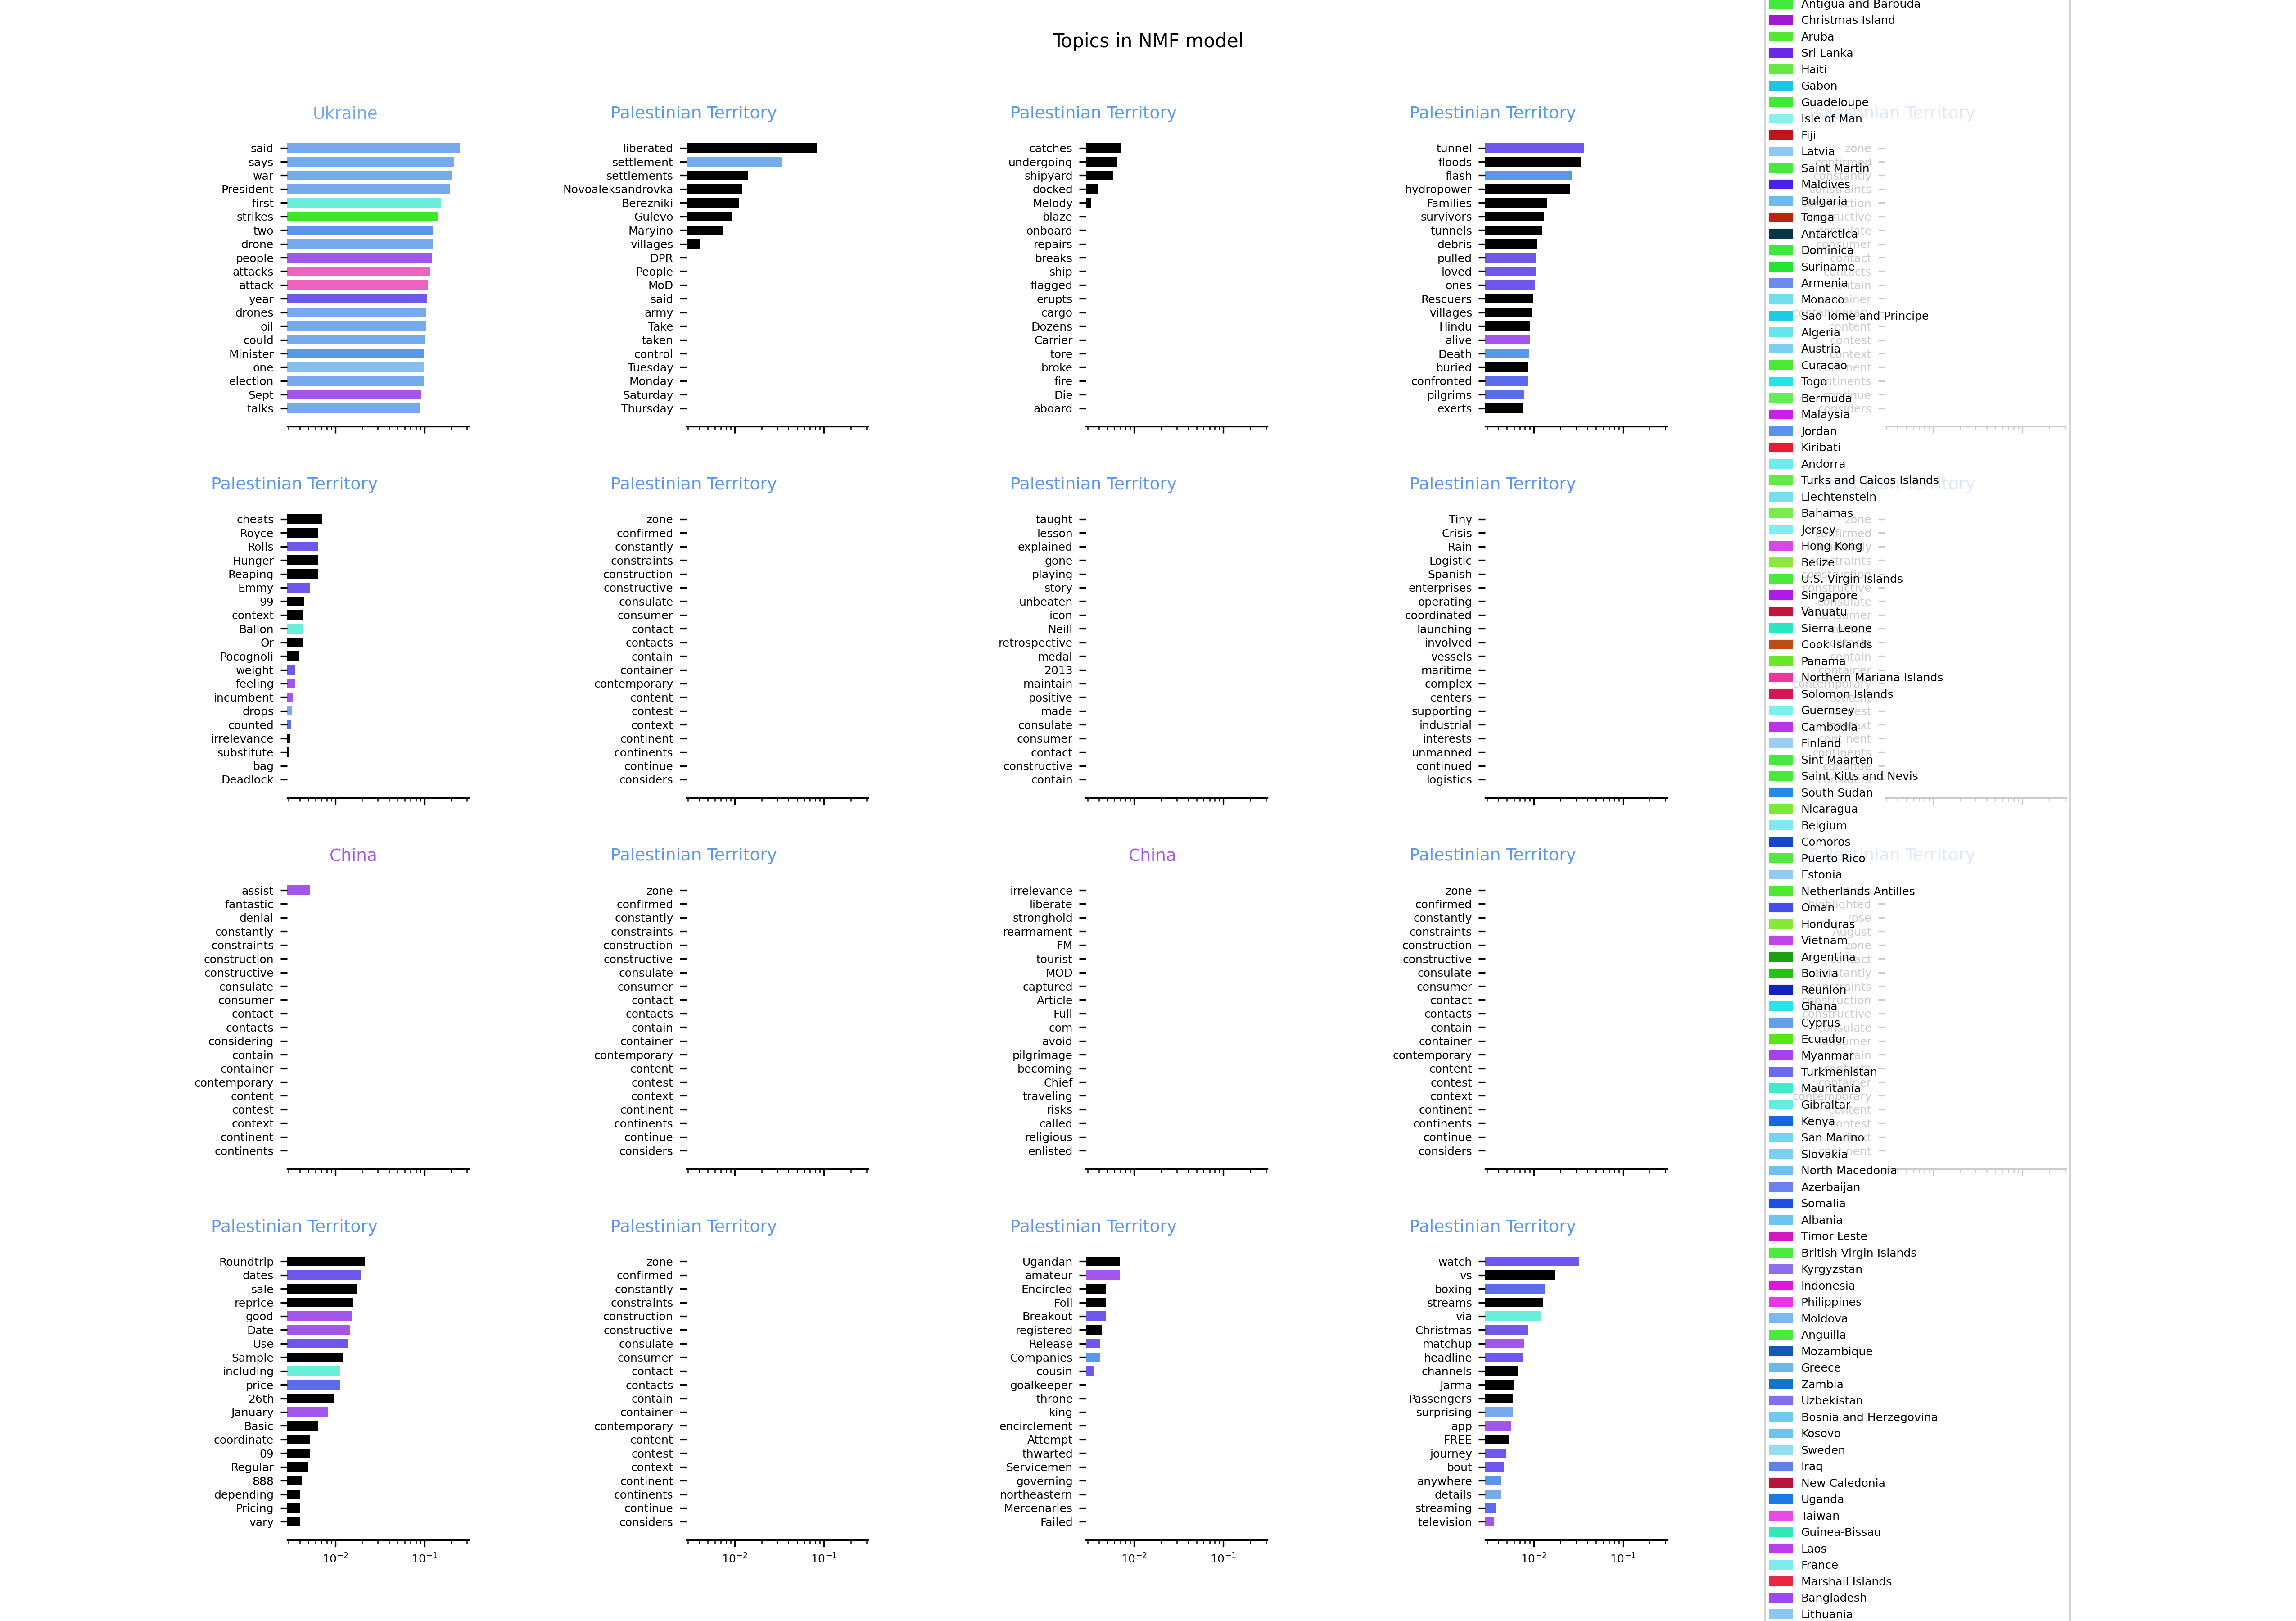 Topics in NMF model
Ukraine
said
says
war
President
first
strikes
two
drone
people
attacks
attack
year
drones
oil
could
Minister
one
election
Sept
talks
Palestinian Territory
liberated
settlement
settlements
Novoaleksandrovka
Berezniki
Gulevo
Maryino
villages
DPR
People
MoD
said
army
Take
taken
control
Tuesday
Monday
Saturday
Thursday
Palestinian Territory
catches
undergoing
shipyard
docked
Melody
blaze
onboard
repairs
breaks
ship
flagged
erupts
cargo
Dozens
Carrier
tore
broke
fire
Die
aboard
Palestinian Territory
tunnel
floods
flash
hydropower
Families
survivors
tunnels
debris
pulled
loved
ones
Rescuers
villages
Hindu
alive
Death
buried
confronted
pilgrims
exerts
Palestinian Territory
cheats
Royce
Rolls
Hunger
Reaping
Emmy
99
context
Ballon
Or
Pocognoli
weight
feeling
incumbent
drops
counted
irrelevance
substitute
bag
Deadlock
Palestinian Territory
zone
confirmed
constantly
constraints
construction
constructive
consulate
consumer
contact
contacts
contain
container
contemporary
content
contest
context
continent
continents
continue
considers
Palestinian Territory
taught
lesson
explained
gone
playing
story
unbeaten
icon
Neill
retrospective
medal
2013
maintain
positive
made
consulate
consumer
contact
constructive
contain
Palestinian Territory
Tiny
Crisis
Rain
Logistic
Spanish
enterprises
operating
coordinated
launching
involved
vessels
maritime
complex
centers
supporting
industrial
interests
unmanned
continued
logistics
China
assist
fantastic
denial
constantly
constraints
construction
constructive
consulate
consumer
contact
contacts
considering
contain
container
contemporary
content
contest
context
continent
continents
Palestinian Territory
zone
confirmed
constantly
constraints
construction
constructive
consulate
consumer
contact
contacts
contain
container
contemporary
content
contest
context
continent
continents
continue
considers
China
irrelevance
liberate
stronghold
rearmament
FM
tourist
MOD
captured
Article
Full
com
avoid
pilgrimage
becoming
Chief
traveling
risks
called
religious
enlisted
Palestinian Territory
zone
confirmed
constantly
constraints
construction
constructive
consulate
consumer
contact
contacts
contain
container
contemporary
content
contest
context
continent
continents
continue
considers
Palestinian Territory
Roundtrip
dates
sale
reprice
good
Date
Use
Sample
including
price
26th
January
Basic
coordinate
09
Regular
888
depending
Pricing
vary
10⁻² 10⁻¹
Palestinian Territory
zone
confirmed
constantly
constraints
construction
constructive
consulate
consumer
contact
contacts
contain
container
contemporary
content
contest
context
continent
continents
continue
considers
10⁻² 10⁻¹
Palestinian Territory
Ugandan
amateur
Encircled
Foil
Breakout
registered
Release
Companies
cousin
goalkeeper
throne
king
encirclement
Attempt
thwarted
Servicemen
governing
northeastern
Mercenaries
Failed
10⁻² 10⁻¹
Palestinian Territory
watch
vs
boxing
streams
via
Christmas
matchup
headline
channels
Jarma
Passengers
surprising
app
FREE
journey
bout
anywhere
details
streaming
television
10⁻² 10⁻¹
Antigua and Barbuda
Christmas Island
Aruba
Sri Lanka
Haiti
Gabon
Guadeloupe
Isle of Man
Fiji
Latvia
Saint Martin
Maldives
Bulgaria
Tonga
Antarctica
Dominica
Suriname
Armenia
Monaco
Sao Tome and Principe
Algeria
Austria
Curacao
Togo
Bermuda
Malaysia
Jordan
Kiribati
Andorra
Turks and Caicos Islands
Liechtenstein
Bahamas
Jersey
Hong Kong
Belize
U.S. Virgin Islands
Singapore
Vanuatu
Sierra Leone
Cook Islands
Panama
Northern Mariana Islands
Solomon Islands
Guernsey
Cambodia
Finland
Sint Maarten
Saint Kitts and Nevis
South Sudan
Nicaragua
Belgium
Comoros
Puerto Rico
Estonia
Netherlands Antilles
Oman
Honduras
Vietnam
Argentina
Bolivia
Reunion
Ghana
Cyprus
Ecuador
Myanmar
Turkmenistan
Mauritania
Gibraltar
Kenya
San Marino
Slovakia
North Macedonia
Azerbaijan
Somalia
Albania
Timor Leste
British Virgin Islands
Kyrgyzstan
Indonesia
Philippines
Moldova
Anguilla
Mozambique
Greece
Zambia
Uzbekistan
Bosnia and Herzegovina
Kosovo
Sweden
Iraq
New Caledonia
Uganda
Taiwan
Guinea-Bissau
Laos
France
Marshall Islands
Bangladesh
Lithuania